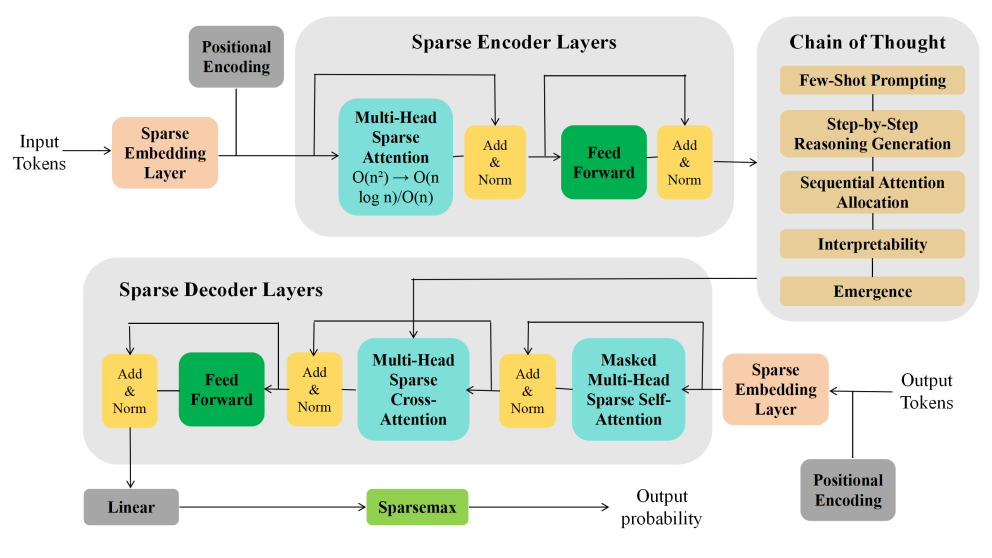 Positional
Encoding
Sparse Encoder Layers
Chain of Thought
Few-Shot Prompting
Step-by-Step
Reasoning Generation
Sequential Attention
Allocation
Interpretability
Emergence
Input
Tokens
Sparse
Embedding
Layer
Multi-Head
Sparse
Attention
O(n²) → O(n
log n)/O(n)
Add
&
Norm
Feed
Forward
Add
&
Norm
Sparse Decoder Layers
Add
&
Norm
Feed
Forward
Add
&
Norm
Multi-Head
Sparse
Cross-
Attention
Add
&
Norm
Masked
Multi-Head
Sparse Self-
Attention
Sparse
Embedding
Layer
Output
Tokens
Positional
Encoding
Linear
Sparsemax
Output
probability